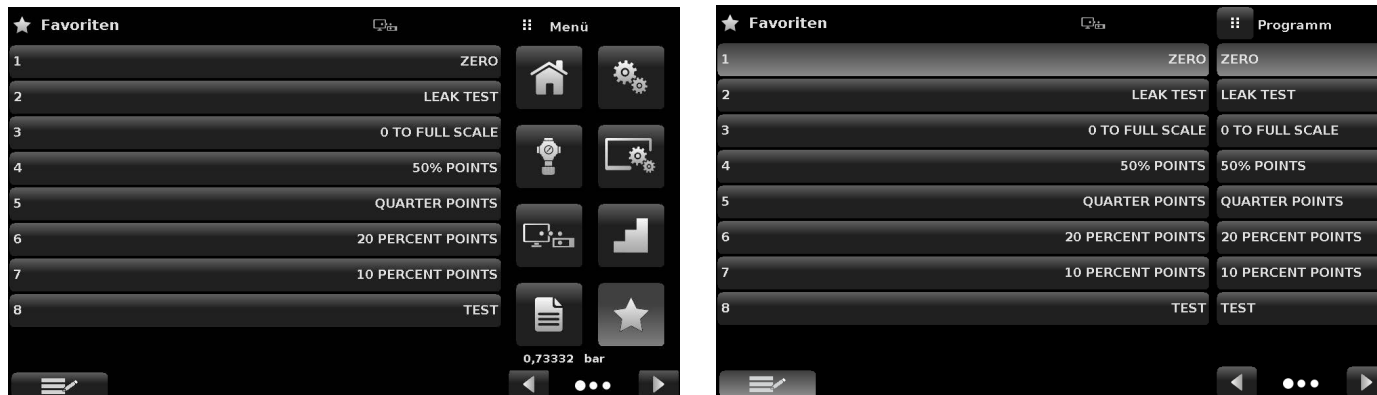 Favoriten
Menü
1 ZERO
2 LEAK TEST
3 0 TO FULL SCALE
4 50% POINTS
5 QUARTER POINTS
6 20 PERCENT POINTS
7 10 PERCENT POINTS
8 TEST
0,73332 bar
Favoriten
Programm
1 ZERO ZERO
2 LEAK TEST LEAK TEST
3 0 TO FULL SCALE 0 TO FULL SCALE
4 50% POINTS 50% POINTS
5 QUARTER POINTS QUARTER POINTS
6 20 PERCENT POINTS 20 PERCENT POINTS
7 10 PERCENT POINTS 10 PERCENT POINTS
8 TEST TEST